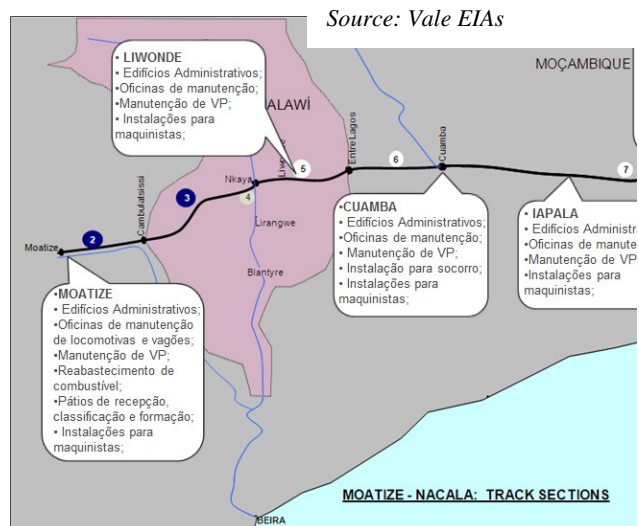 Source: Vale EIAs
MOÇAMBIQUE
• LIWONDE
• Edifícios Administrativos;
•Oficinas de manutenção;
•Manutenção de VP;
• Instalações para
maquinistas;
ALAWÌ
EntreLagos
Cuamba
6
7
5
Nkaya
4
3
Cambulatsissi
2
Moatize
Lirangwe
Blantyre
•CUAMBA
• Edifícios Administrativos;
•Oficinas de manutenção;
• Manutenção de VP;
• Instalação para socorro;
• Instalações para
maquinistas;
• IAPALA
• Edifícios Administra
•Oficinas de manute
•Manutenção de VP
•Instalações para
maquinistas;
•MOATIZE
• Edifícios Administrativos;
•Oficinas de manutenção
de locomotivas e vagões;
•Manutenção de VP;
•Reabastecimento de
combustível;
•Pátios de recepção,
classificação e formação;
• Instalações para
maquinistas;
MOATIZE - NACALA: TRACK SECTIONS
BEIRA